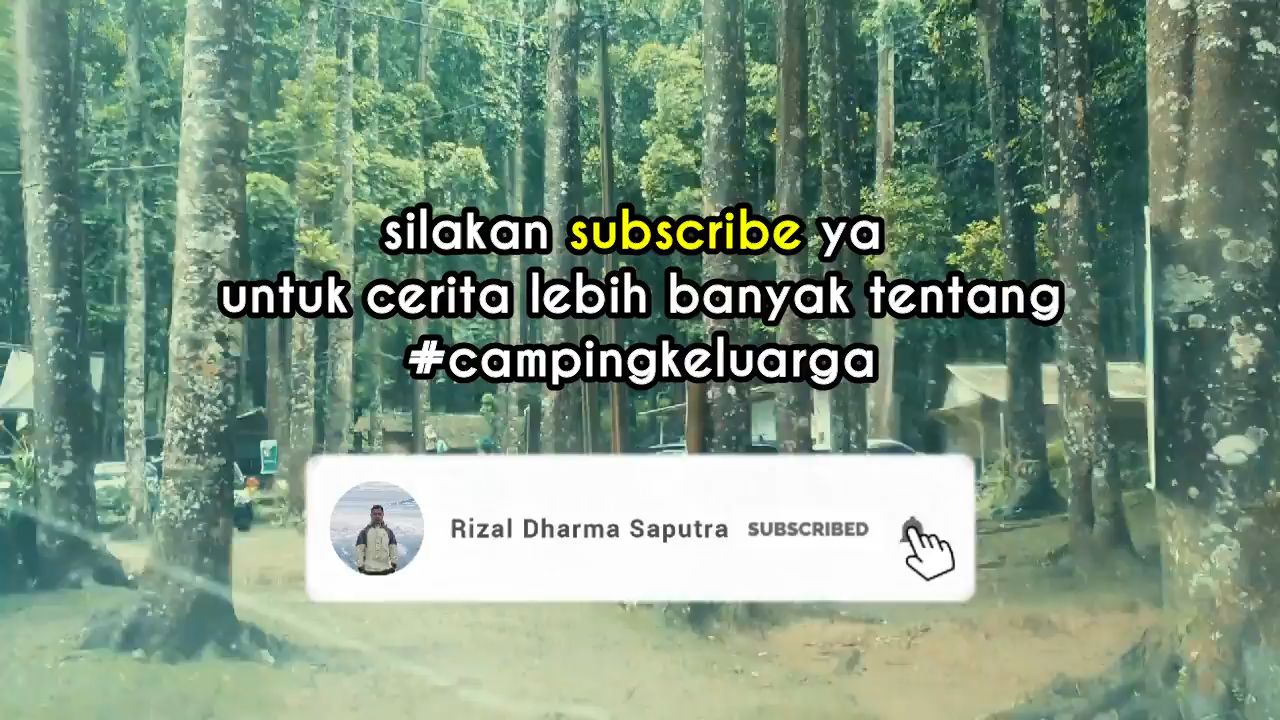 silakan subscribe ya
untuk cerita lebih banyak tentang
#campingkeluarga
Rizal Dharma Saputra SUBSCRIBED